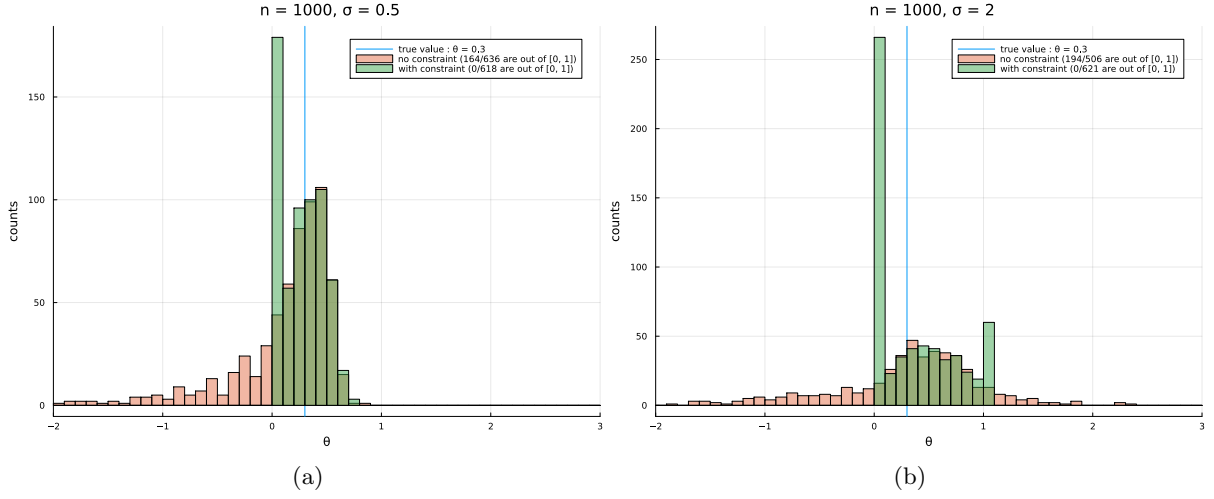 n = 1000, σ = 0.5
true value : θ = 0.3
no constraint (164/636 are out of [0, 1])
with constraint (0/618 are out of [0, 1])
150
100
50
0
counts
−2
−1
0
1
2
3
θ
(a)
n = 1000, σ = 2
true value : θ = 0.3
no constraint (194/506 are out of [0, 1])
with constraint (0/621 are out of [0, 1])
250
200
150
100
50
0
counts
−2
−1
0
1
2
3
θ
(b)